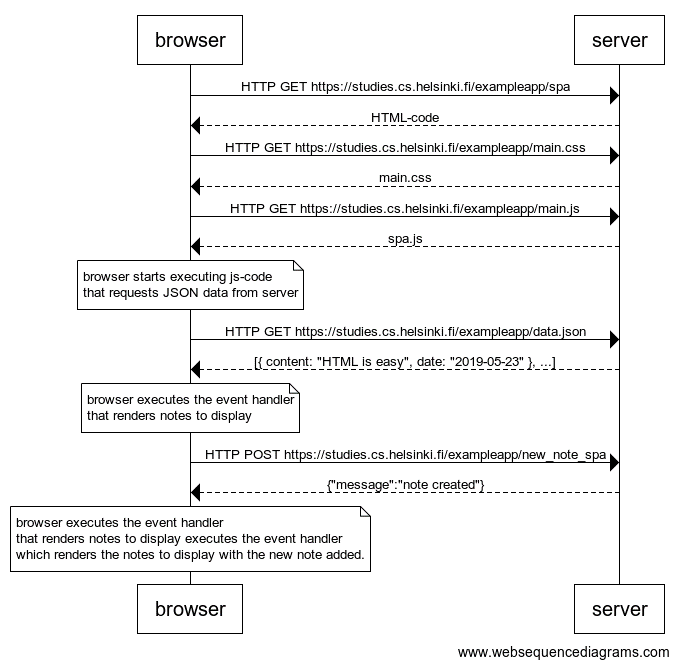 browser
server
HTTP GET https://studies.cs.helsinki.fi/exampleapp/spa
HTML-code
HTTP GET https://studies.cs.helsinki.fi/exampleapp/main.css
main.css
HTTP GET https://studies.cs.helsinki.fi/exampleapp/main.js
spa.js
browser starts executing js-code
that requests JSON data from server
HTTP GET https://studies.cs.helsinki.fi/exampleapp/data.json
[{ content: "HTML is easy", date: "2019-05-23" }, ...]
browser executes the event handler
that renders notes to display
HTTP POST https://studies.cs.helsinki.fi/exampleapp/new_note_spa
{"message":"note created"}
browser executes the event handler
that renders notes to display executes the event handler
which renders the notes to display with the new note added.
browser
server
www.websequencediagrams.com